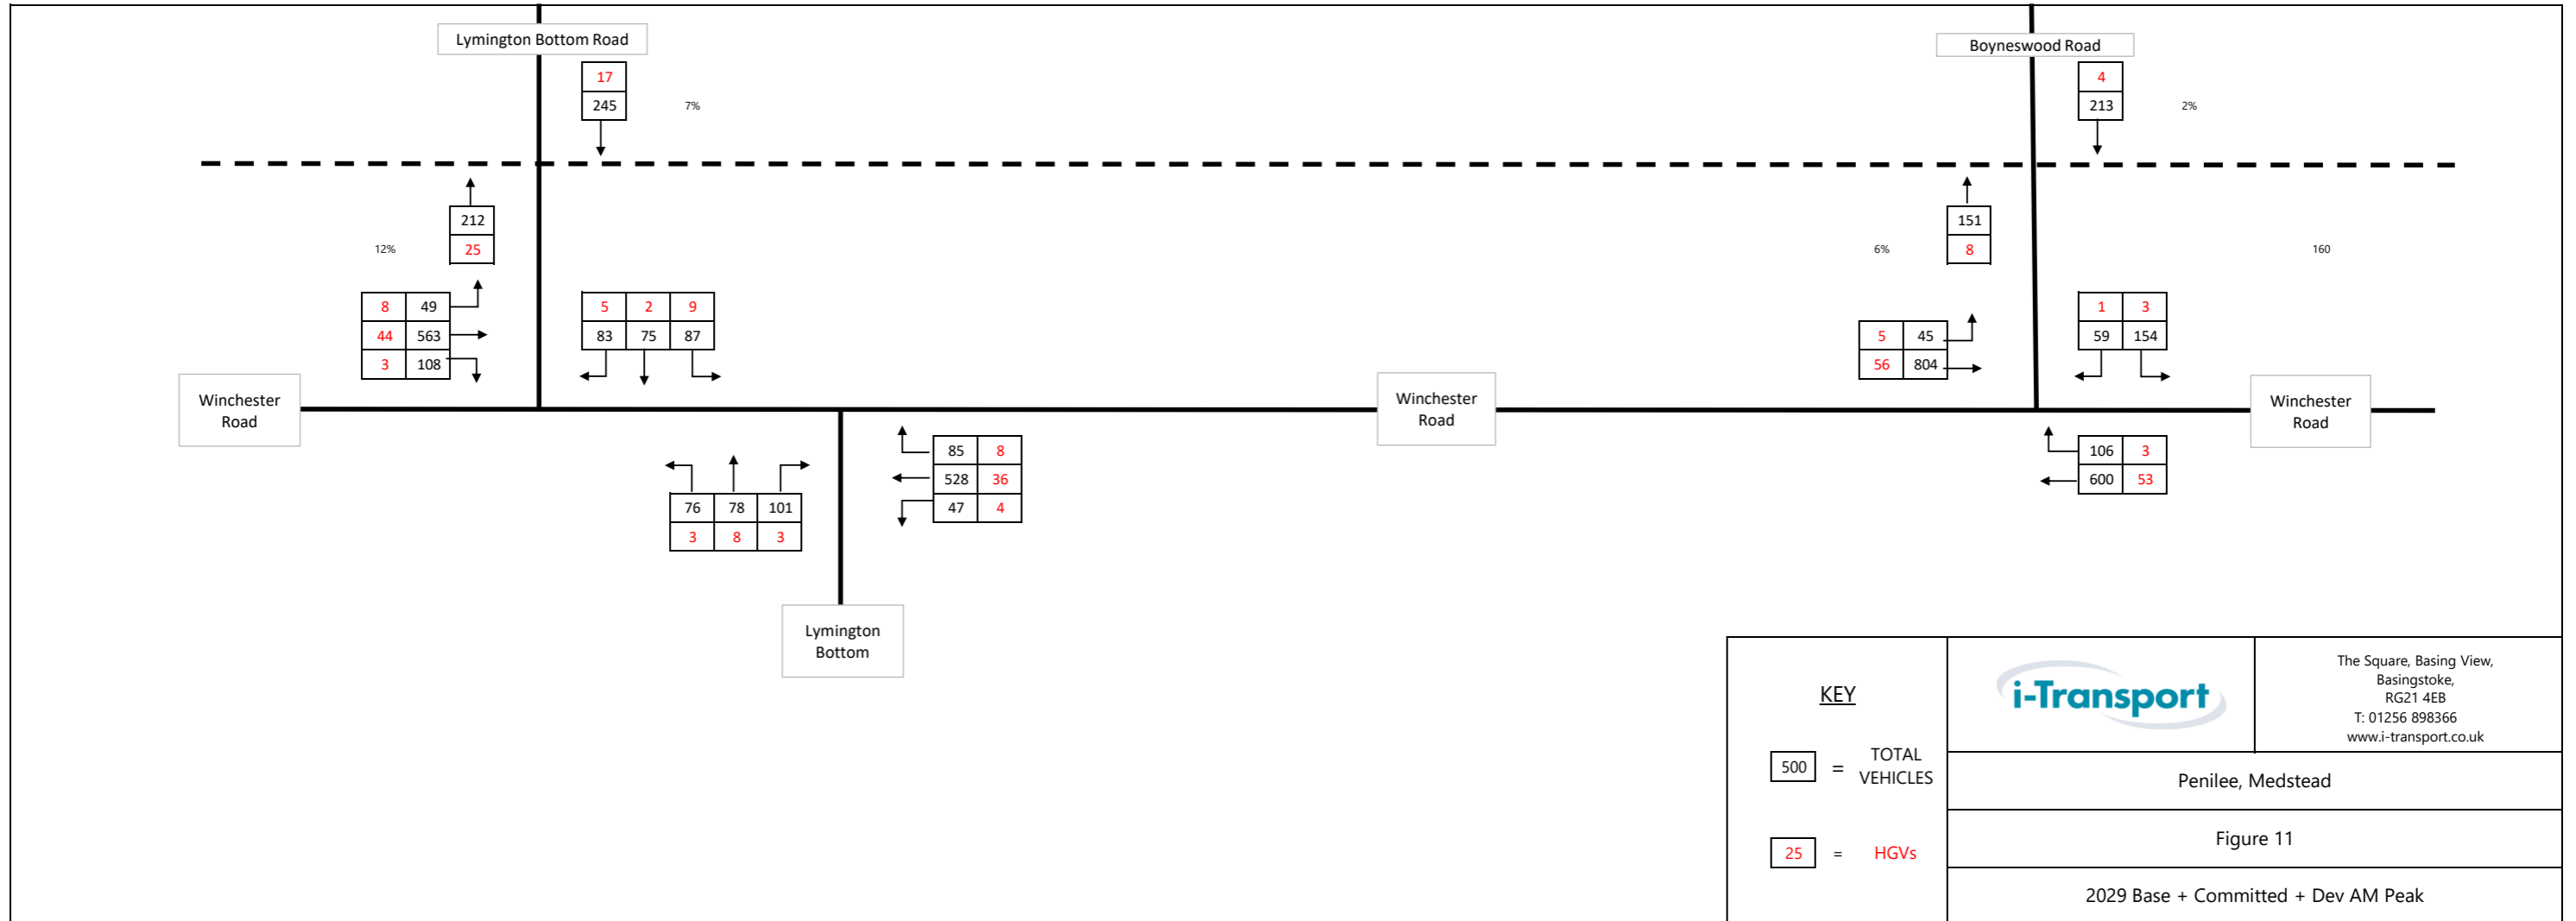 Lymington Bottom Road
Boyneswood Road
17
4
245
7%
213
2%
212
151
12%
25
6%
8
160
8 49
5 2 9
1 3
44 563
83 75 87
5 45
59 154
3 108
56 804
Winchester
Road
Winchester
Road
Winchester
Road
85 8
106 3
528 36
600 53
76 78 101
47 4
3 8 3
Lymington
Bottom
KEY
500 = TOTAL
VEHICLES
25 = HGVs
i-Transport
The Square, Basing View,
Basingstoke,
RG21 4EB
T: 01256 898366
www.i-transport.co.uk
Penilee, Medstead
Figure 11
2029 Base + Committed + Dev AM Peak